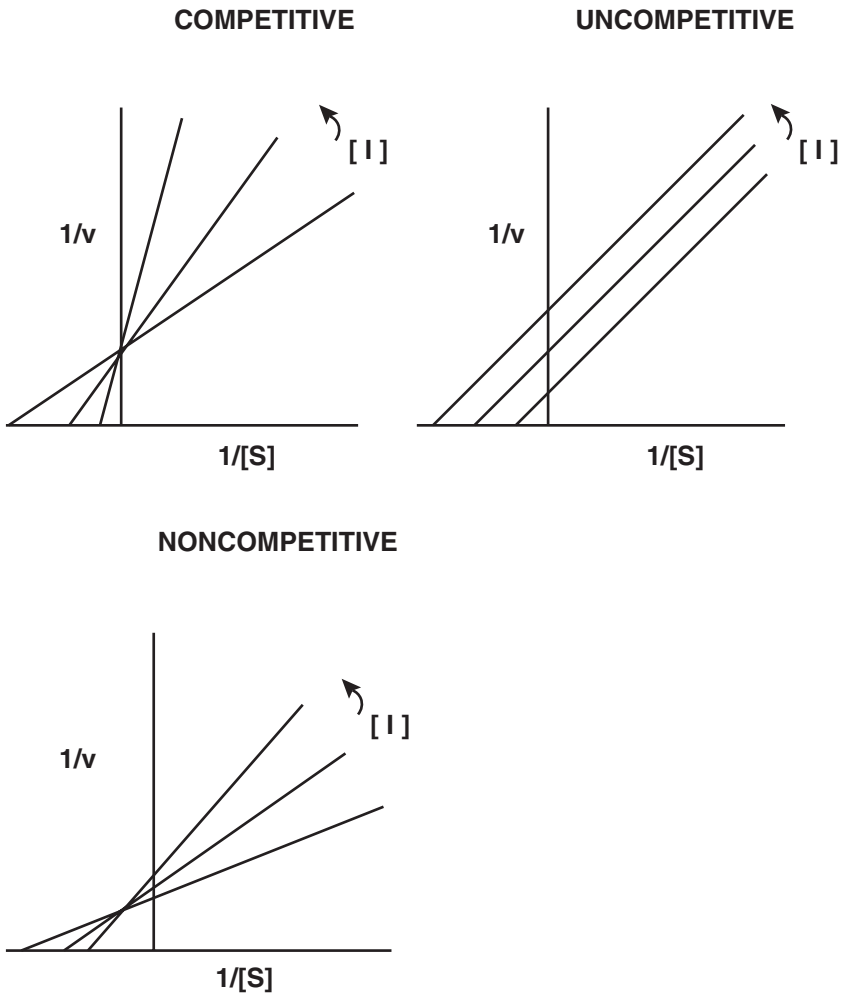 COMPETITIVE
[ I ]
1/v
1/[S]
UNCOMPETITIVE
[ I ]
1/v
1/[S]
NONCOMPETITIVE
[ I ]
1/v
1/[S]